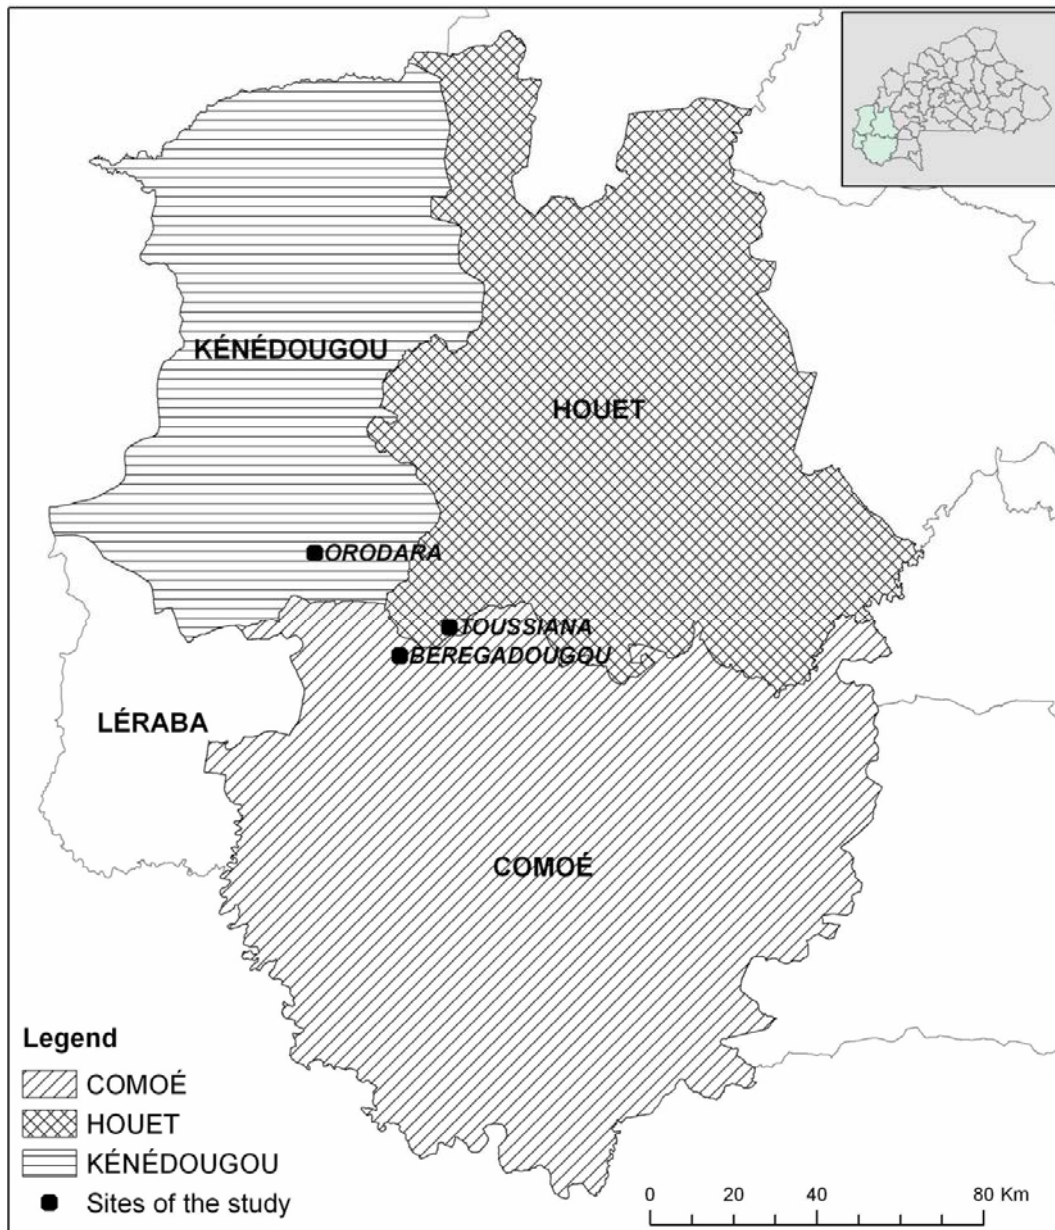 KÉNÉDOUGOU
HOUET
ORODARA
TOUSSIANA
BEREGADOUGOU
LÉRABA
COMOÉ
Legend
COMOÉ
HOUET
KÉNÉDOUGOU
Sites of the study
0 20 40 80 Km